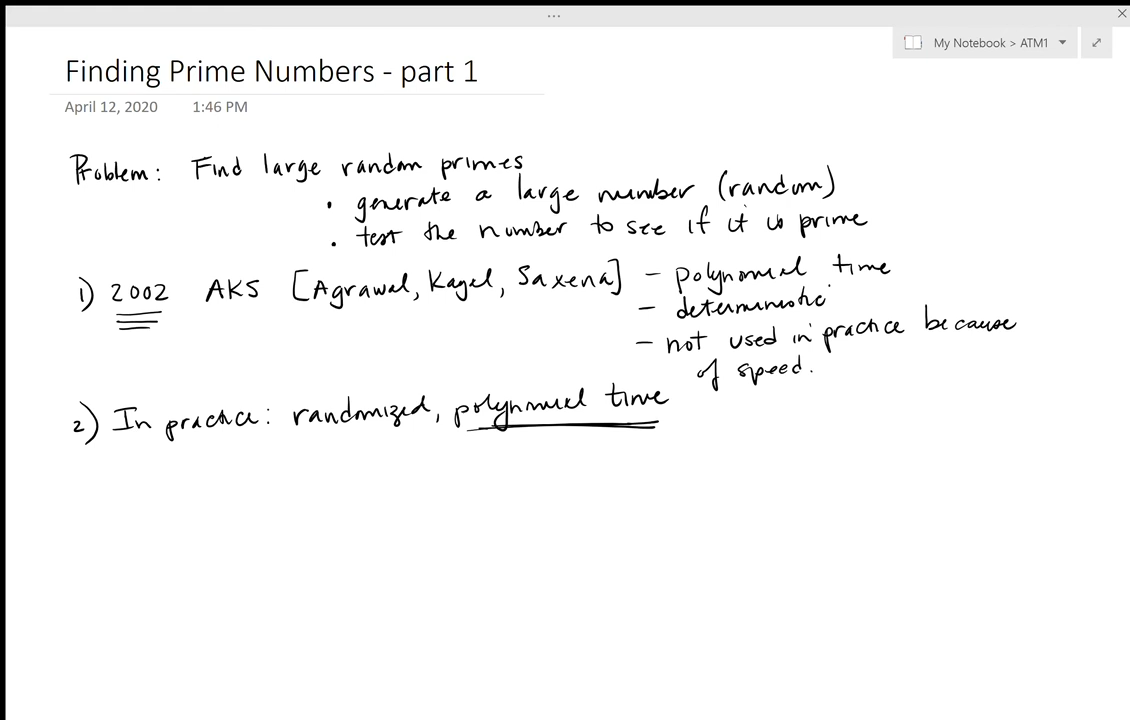 ...
My Notebook > ATM1
Finding Prime Numbers - part 1
April 12, 2020 1:46 PM
Problem: Find large random primes
• generate a large number (random)
• test the number to see if it is prime
1) 2002 AKS [Agrawal, Kayel, Saxena] - polynomial time
- deterministic
- not used in practice because
of speed.
2) In practice: randomized, polynomial time